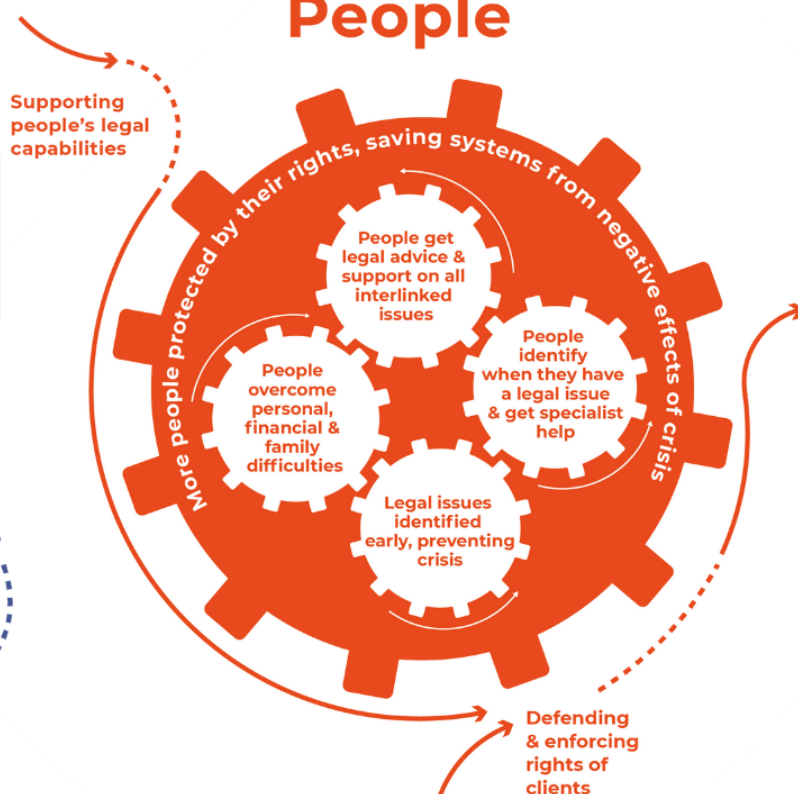 People
Supporting
people's legal
capabilities
More people protected by their rights, saving systems from negative effects of crisis
People get
legal advice &
support on all
interlinked
issues
People
identify
when they have
a legal issue
& get specialist
help
People
overcome
personal,
financial &
family
difficulties
Legal issues
identified
early, preventing
crisis
Defending
& enforcing
rights of
clients